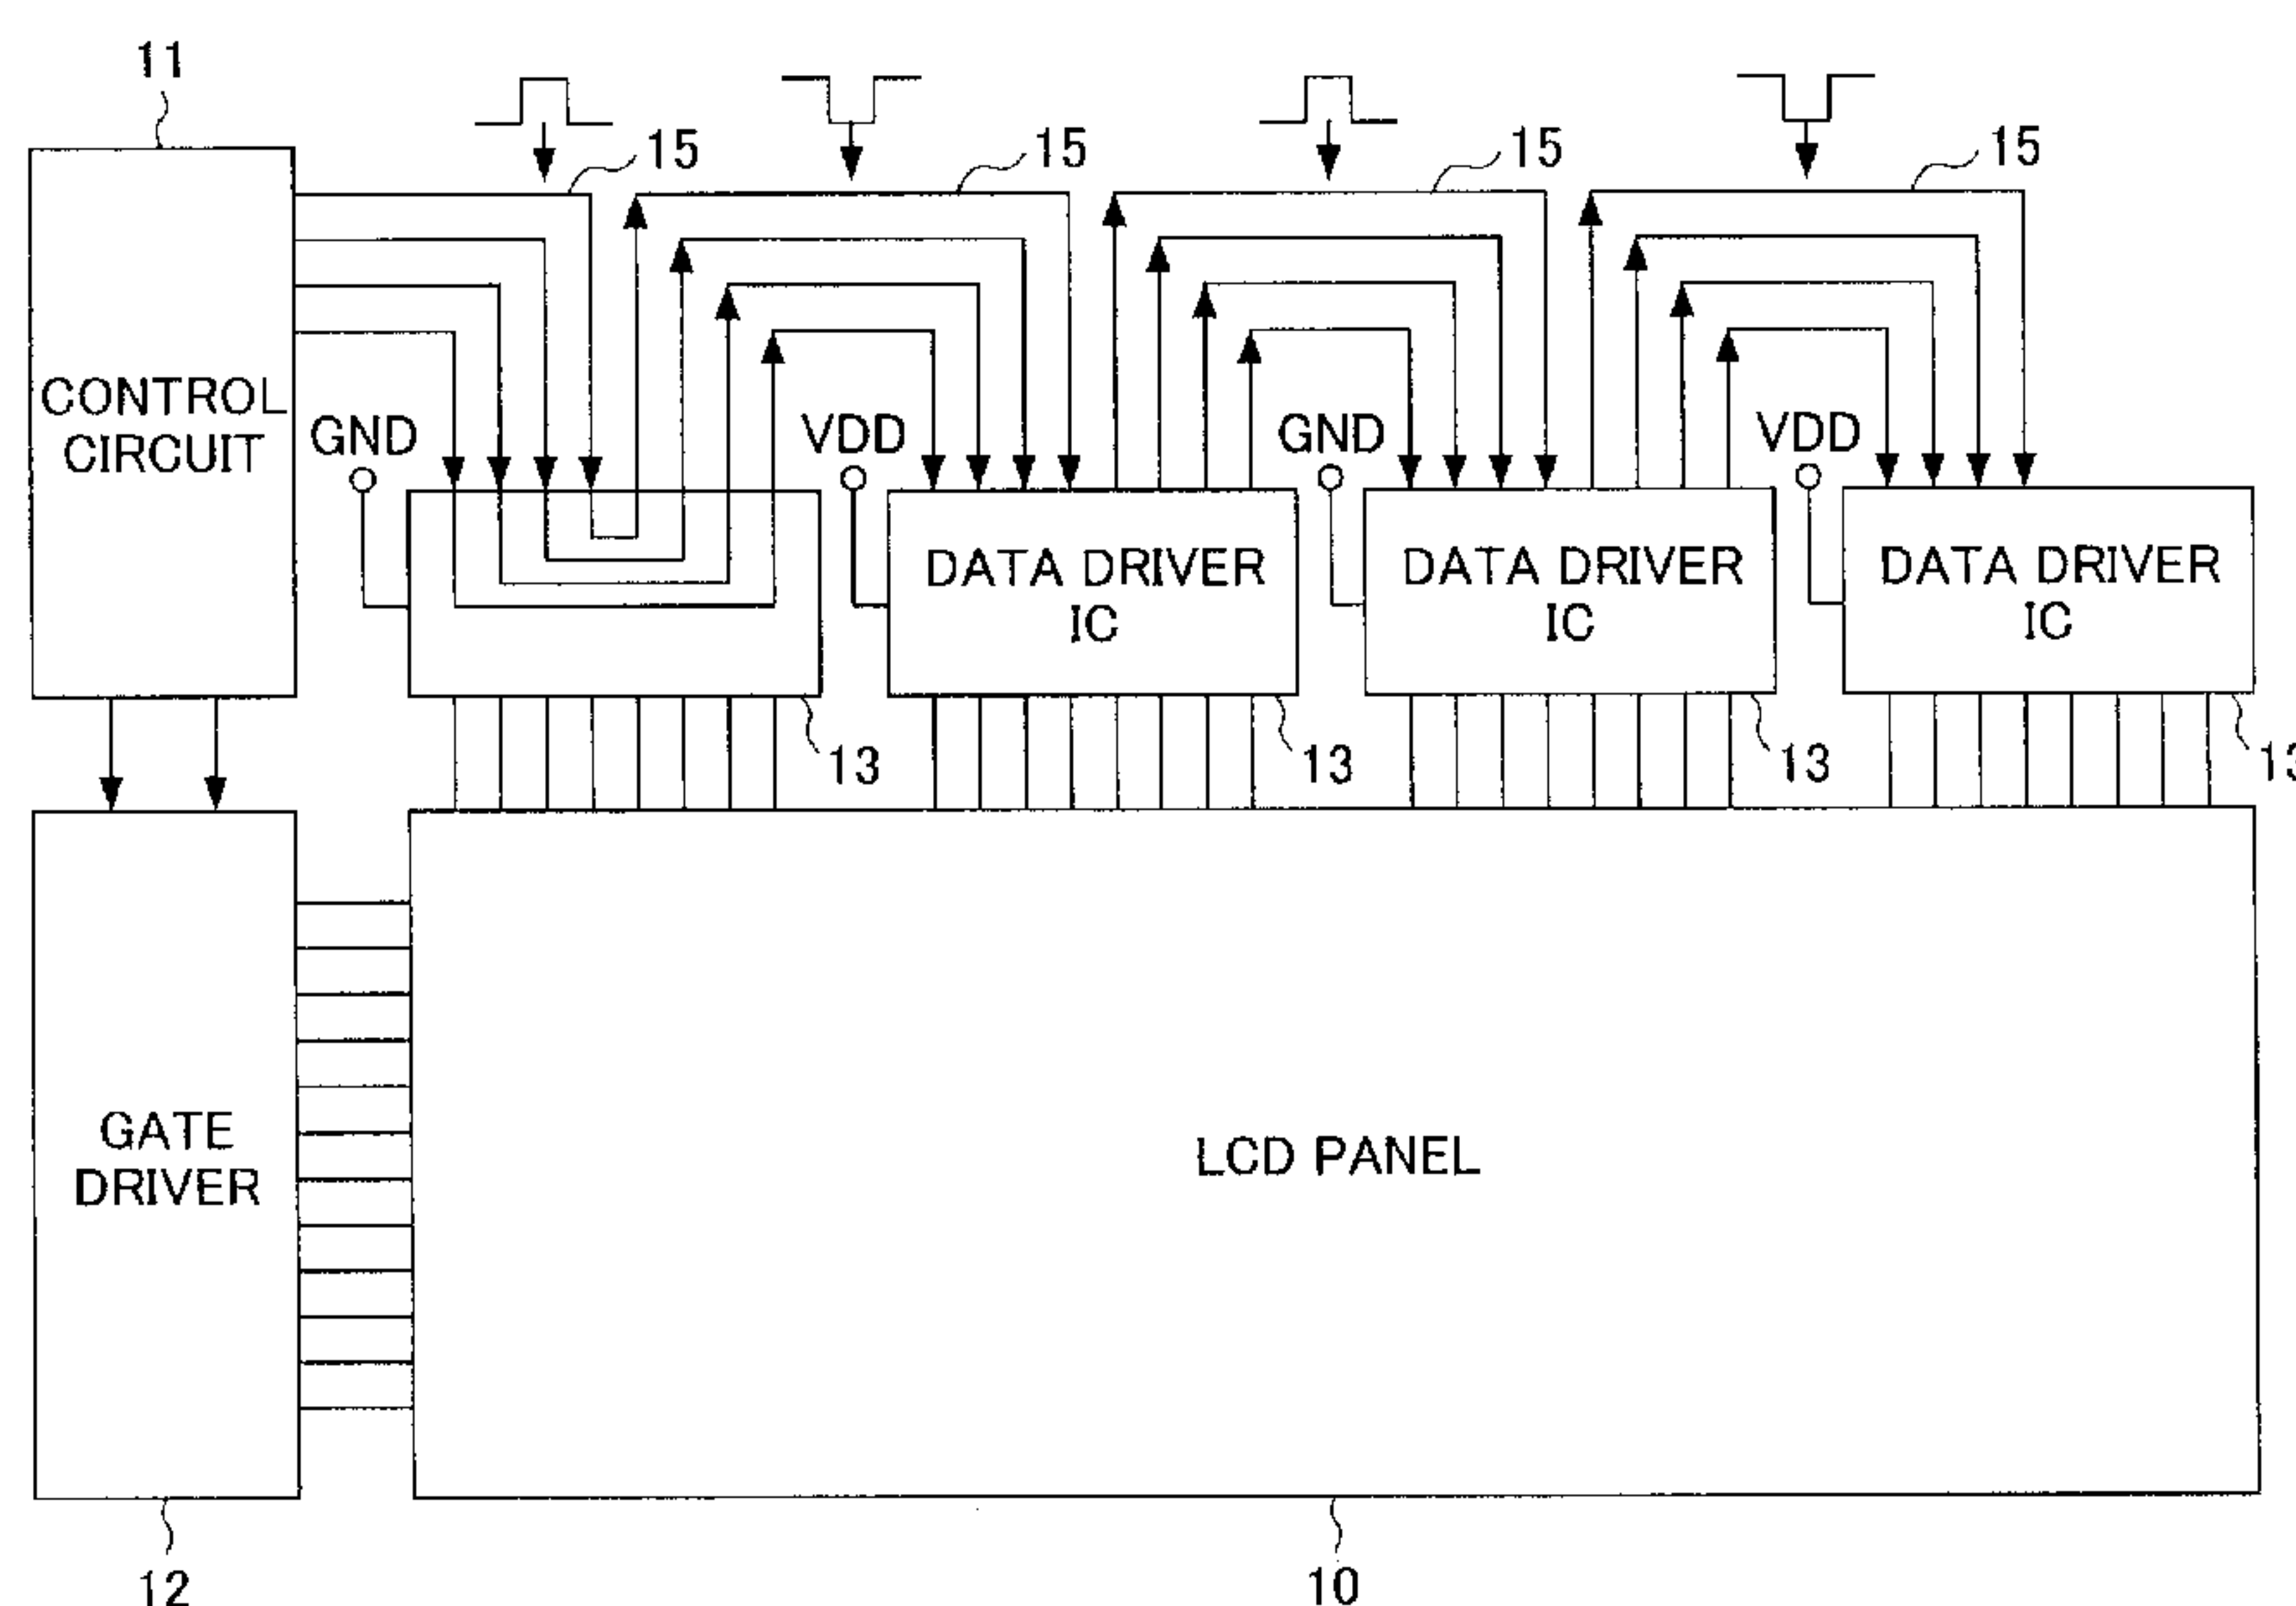 11
15
15
15
15
CONTROL
CIRCUIT
GND
VDD
GND
VDD
DATA DRIVER
IC
DATA DRIVER
IC
DATA DRIVER
IC
13
13
13
13
GATE
DRIVER
LCD PANEL
12
10